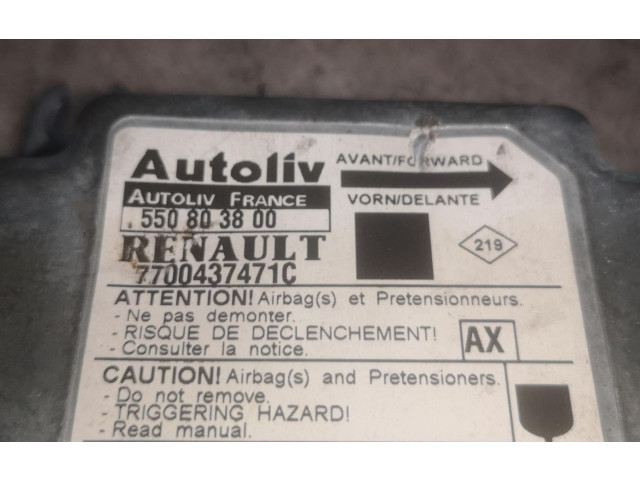 Autoliv
AVANT/FORWARD
AUTOLIV FRANCE
VORN/DELANTE
550 80 38 00
RENAULT
219
7700437471C
ATTENTION! Airbag(s) et Pretensionneurs.
- Ne pas demonter.
- RISQUE DE DECLENCHEMENT!
AX
- Consulter la notice.
CAUTION! Airbag(s) and Pretensioners.
- Do not remove.
- TRIGGERING HAZARD!
- Read manual.